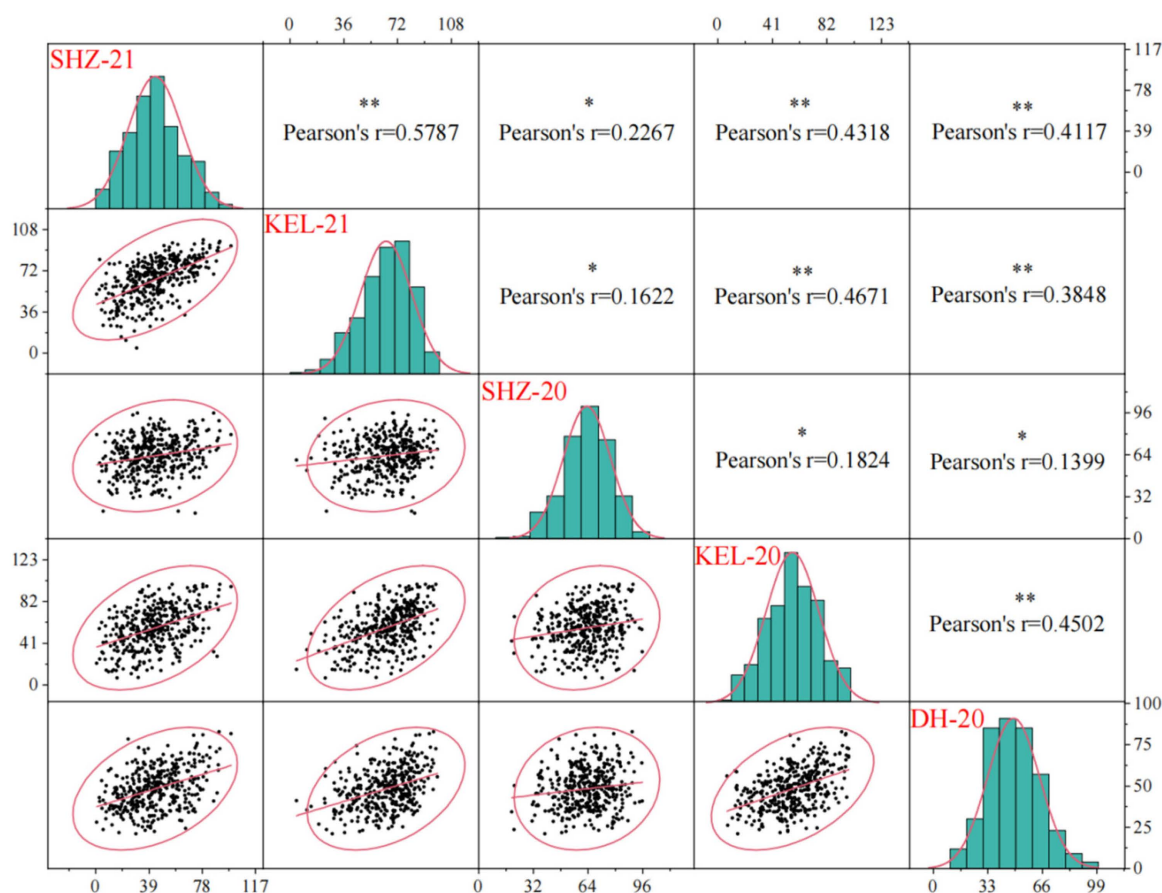 0 36 72 108 0 41 82 123
SHZ-21
**
Pearson's r=0.5787
*
Pearson's r=0.2267
**
Pearson's r=0.4318
**
Pearson's r=0.4117
117
78
39
0
KEL-21
108
72
36
0
*
Pearson's r=0.1622
**
Pearson's r=0.4671
**
Pearson's r=0.3848
SHZ-20
*
Pearson's r=0.1824
*
Pearson's r=0.1399
96
64
32
0
KEL-20
123
82
41
0
**
Pearson's r=0.4502
DH-20
100
75
50
25
0
0 39 78 117 0 32 64 96 0 33 66 99